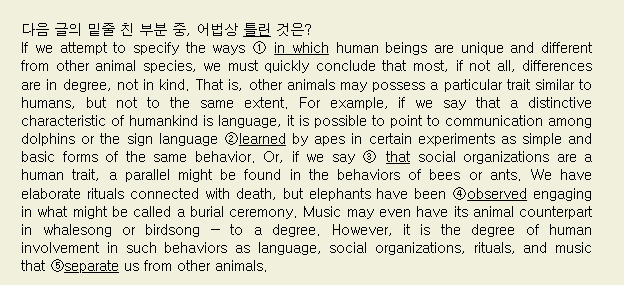 다음 글의 밑줄 친 부분 중, 어법상 틀린 것은?
If we attempt to specify the ways ① in which human beings are unique and different
from other animal species, we must quickly conclude that most, if not all, differences
are in degree, not in kind. That is, other animals may possess a particular trait similar to
humans, but not to the same extent. For example, if we say that a distinctive
characteristic of humankind is language, it is possible to point to communication among
dolphins or the sign language ②learned by apes in certain experiments as simple and
basic forms of the same behavior. Or, if we say ③ that social organizations are a
human trait, a parallel might be found in the behaviors of bees or ants. We have
elaborate rituals connected with death, but elephants have been ④observed engaging
in what might be called a burial ceremony. Music may even have its animal counterpart
in whalesong or birdsong — to a degree. However, it is the degree of human
involvement in such behaviors as language, social organizations, rituals, and music
that ⑤separate us from other animals.